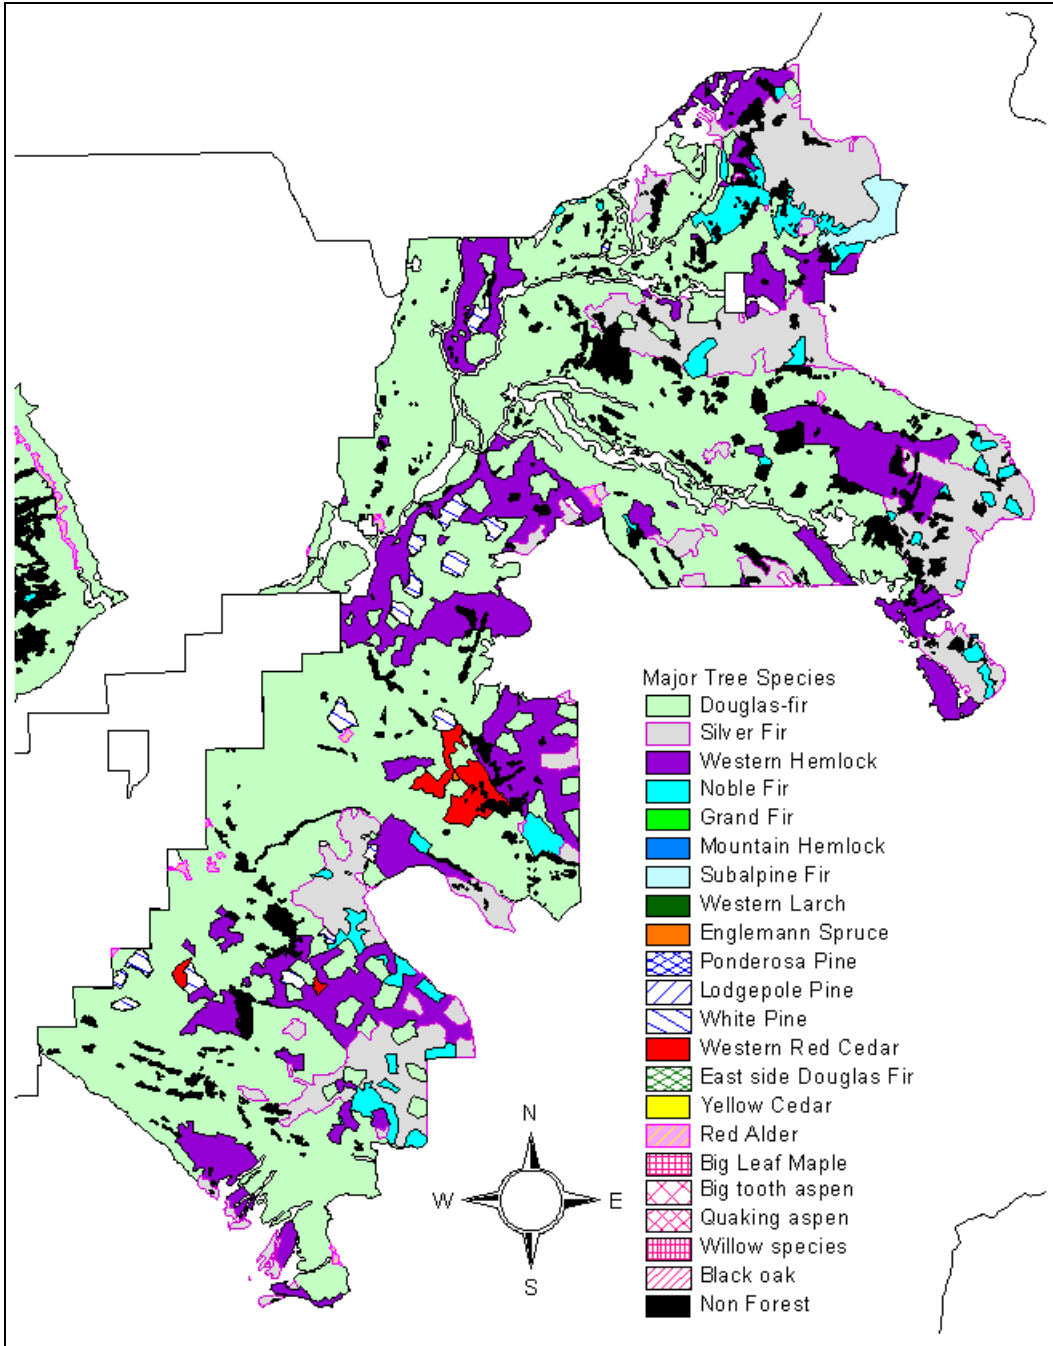 Major Tree Species
Douglas-fir
Silver Fir
Western Hemlock
Noble Fir
Grand Fir
Mountain Hemlock
Subalpine Fir
Western Larch
Englemann Spruce
Ponderosa Pine
Lodgepole Pine
White Pine
Western Red Cedar
East side Douglas Fir
Yellow Cedar
Red Alder
Big Leaf Maple
Big tooth aspen
Quaking aspen
Willow species
Black oak
Non Forest
N
W E
S